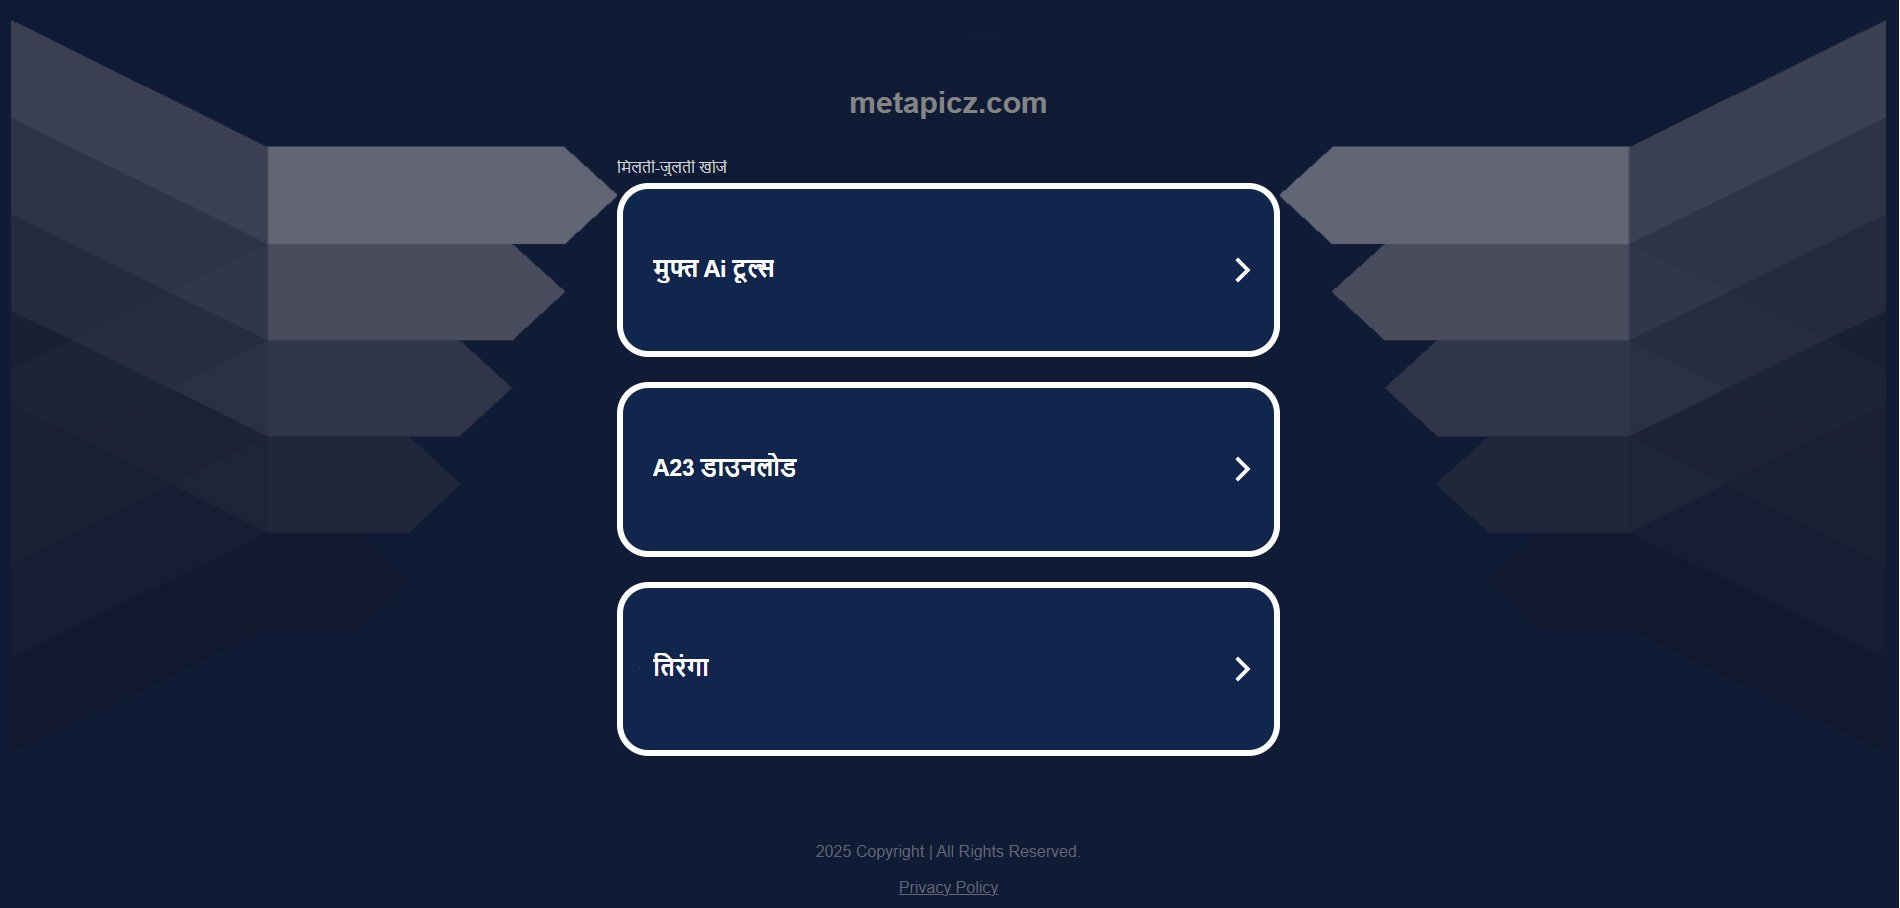 metapicz.com
मिलती-जुलती खोजें
मुफ्त Ai टूल्स
A23 डाउनलोड
तिरंगा
2025 Copyright | All Rights Reserved.
Privacy Policy